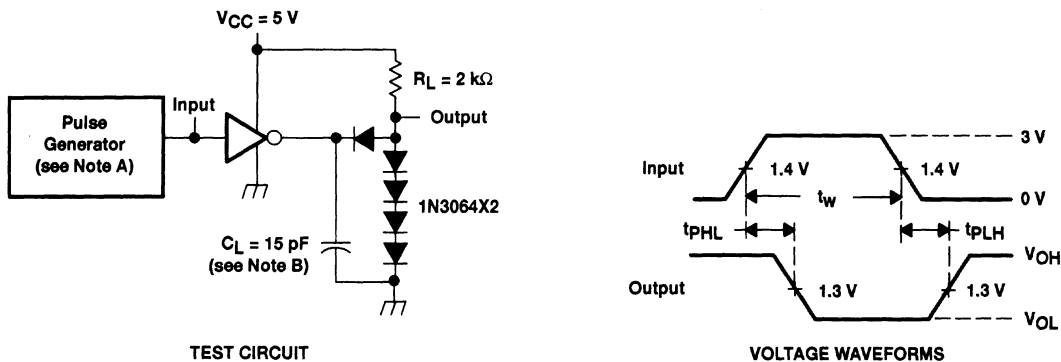 VCC = 5 V
RL = 2 kΩ
Input
Output
Pulse
Generator
(see Note A)
1N3064X2
CL = 15 pF
(see Note B)
TEST CIRCUIT
3 V
Input
1.4 V
1.4 V
tw
0 V
tPHL
tPLH
VOH
Output
1.3 V
1.3 V
VOL
VOLTAGE WAVEFORMS